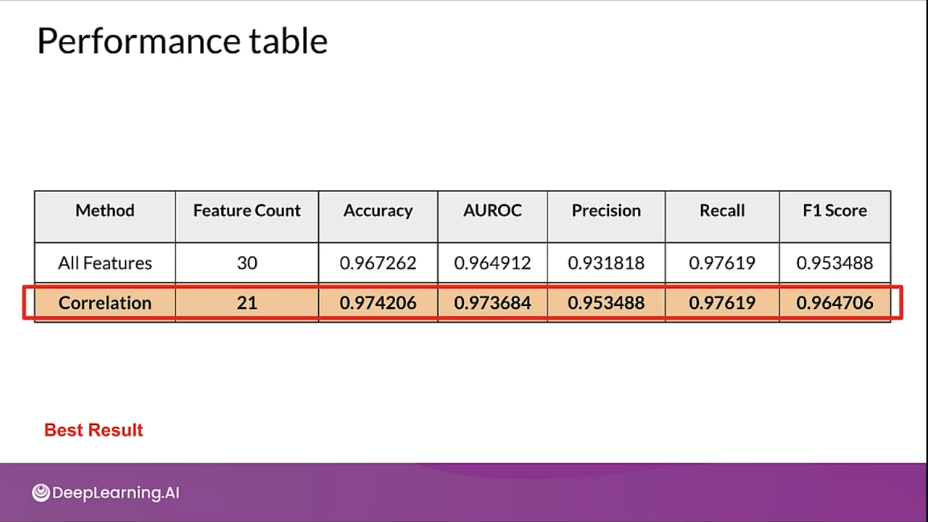 Performance table
Method Feature Count Accuracy AUROC Precision Recall F1 Score
All Features 30 0.967262 0.964912 0.931818 0.97619 0.953488
Correlation 21 0.974206 0.973684 0.953488 0.97619 0.964706
Best Result
DeepLearning.AI